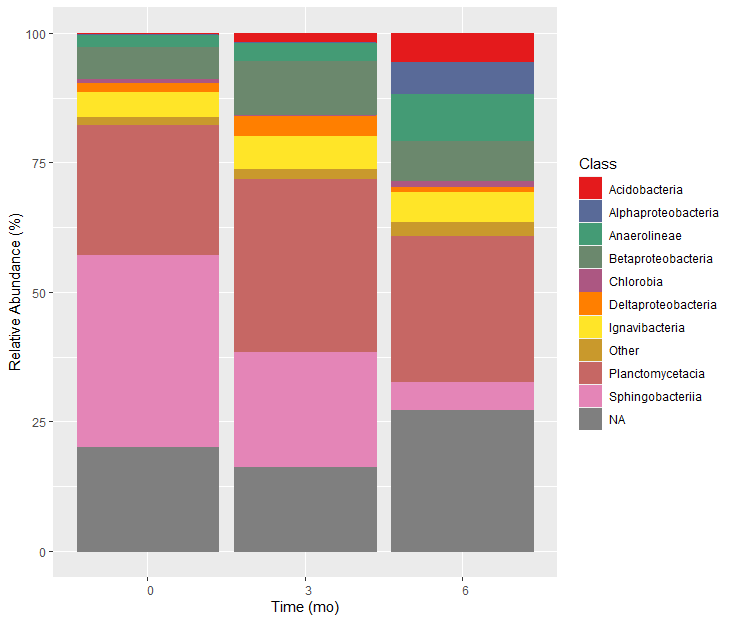 Relative Abundance (%)
100
75
50
25
0
0
3
6
Time (mo)
Class
Acidobacteria
Alphaproteobacteria
Anaerolineae
Betaproteobacteria
Chlorobia
Deltaproteobacteria
Ignavibacteria
Other
Planctomycetacia
Sphingobacteriia
NA